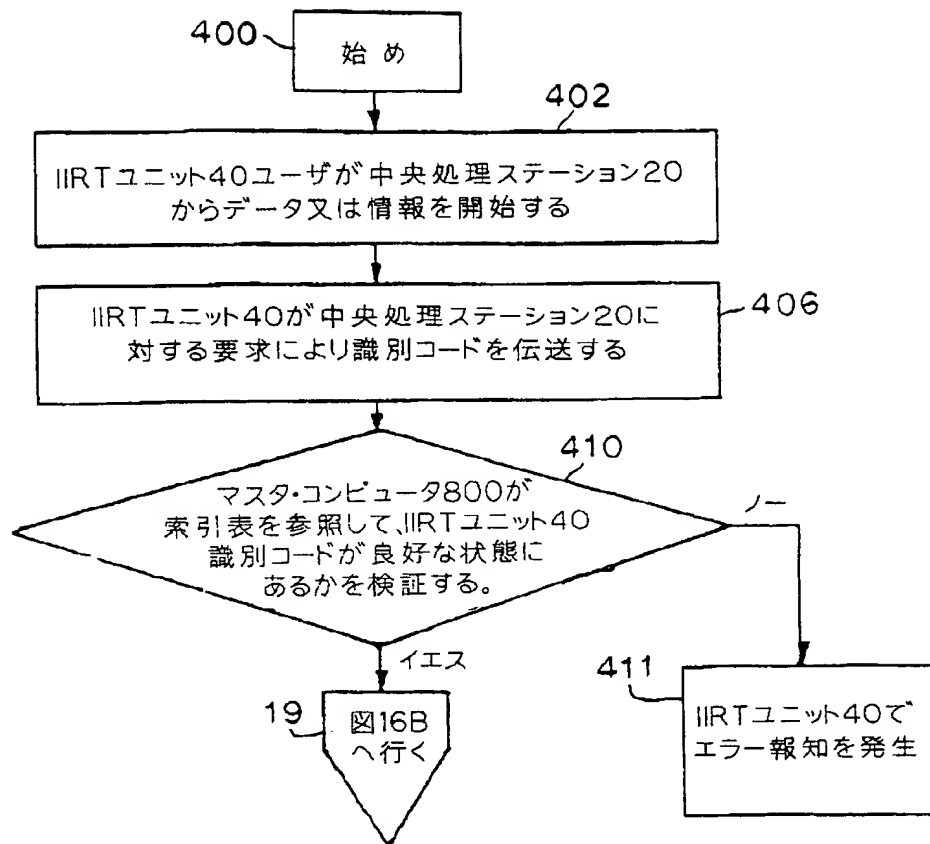 400
始め
402
IIRTユニット40ユーザが中央処理ステーション20
からデータ又は情報を開始する
IIRTユニット40が中央処理ステーション20に
対する要求により識別コードを伝送する
406
410
マスタ・コンピュータ800が
索引表を参照して、IIRTユニット40
識別コードが良好な状態に
あるかを検証する。
ノー
イエス
19
図16B
へ行く
411
IIRTユニット40で
エラー報知を発生